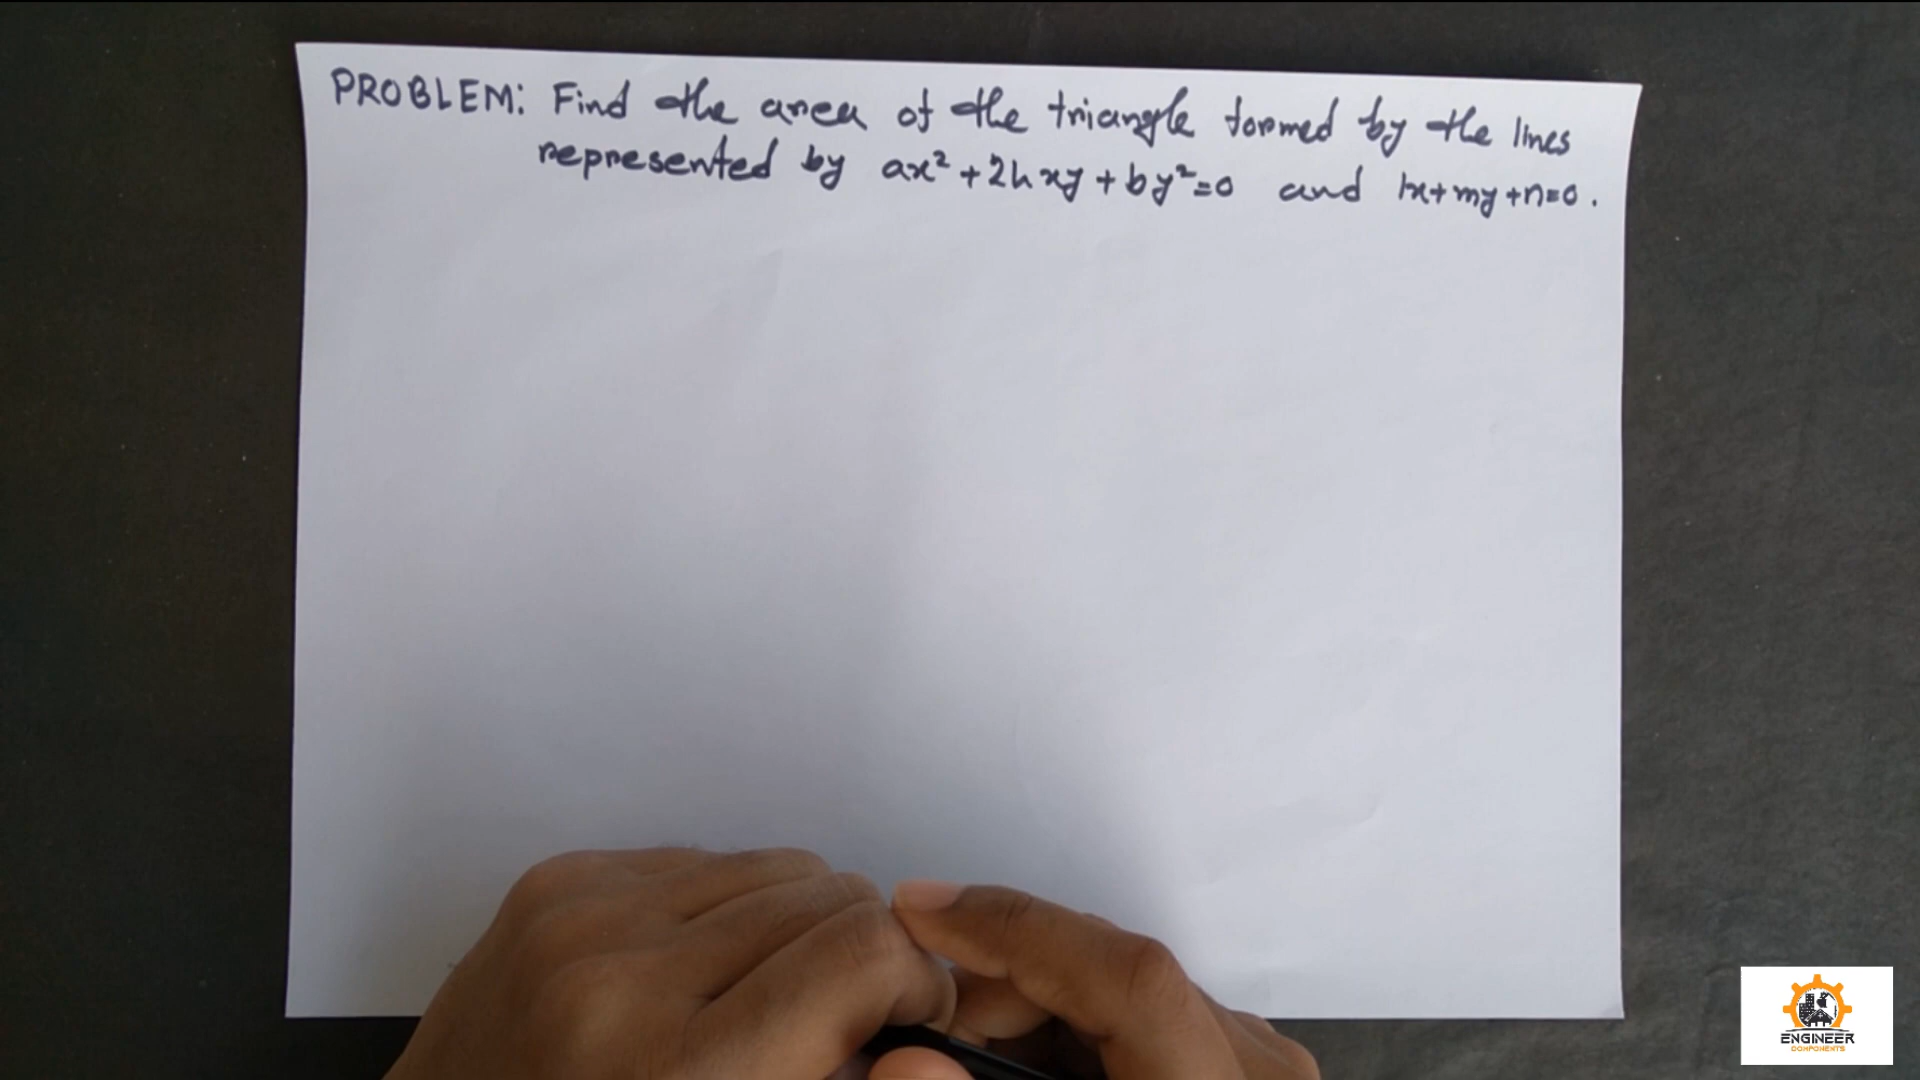 PROBLEM: Find the area of the triangle formed by the lines
represented by ax²+2hxy+by²=0 and lx+my+n=0.
ENGINEER
COMPONENTS